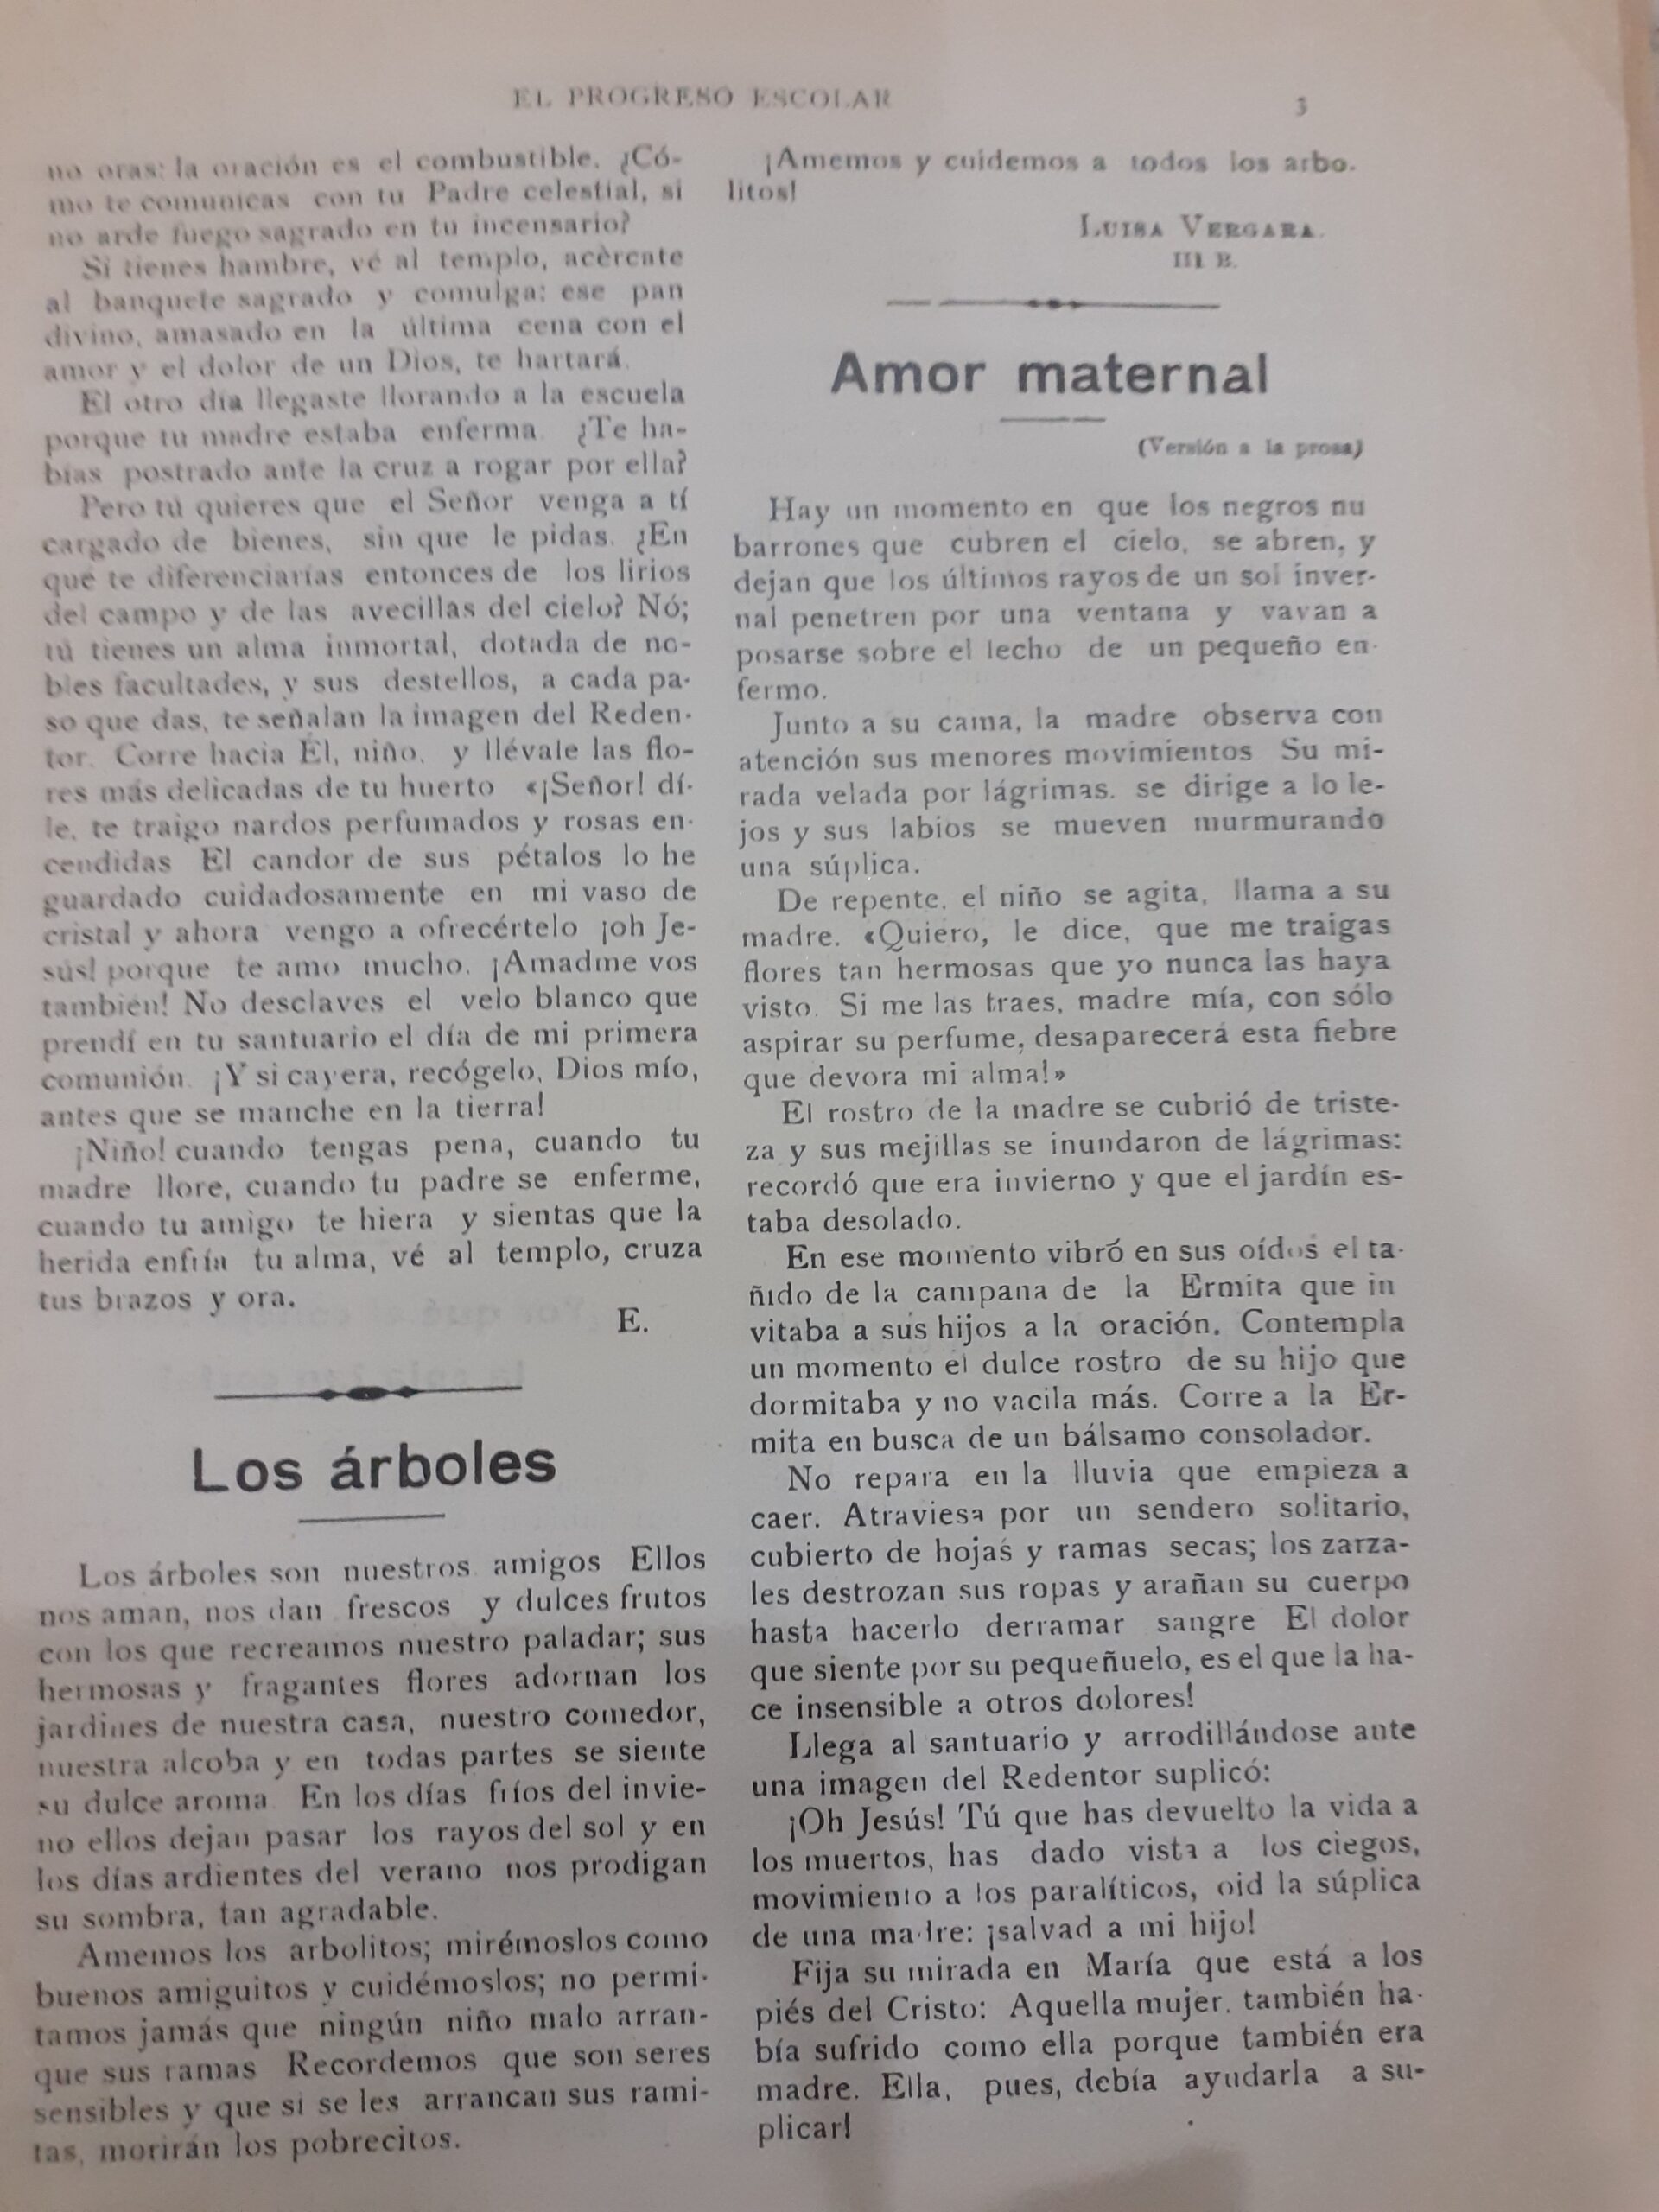 EL PROGRESO ESCOLAR
3
no oras: la oración es el combustible. ¿Có-
mo te comunicas con tu Padre celestial, si
no arde fuego sagrado en tu incensario?
Si tienes hambre, vé al templo, acèrcate
al banquete sagrado y comulga; ese pan
divino, amasado en la última cena con el
amor y el dolor de un Dios, te hartará.
El otro día llegaste llorando a la escuela
porque tu madre estaba enferma. ¿Te ha-
bías postrado ante la cruz a rogar por ella?
Pero tú quieres que el Señor venga a tí
cargado de bienes, sin que le pidas. ¿En
qué te diferenciarías entonces de los lirios
del campo y de las avecillas del cielo? Nó;
tú tienes un alma inmortal, dotada de no-
bles facultades, y sus destellos, a cada pa-
so que das, te señalan la imagen del Reden-
tor. Corre hacia Él, niño, y llévale las flo-
res más delicadas de tu huerto «¡Señor! dí-
le, te traigo nardos perfumados y rosas en-
cendidas El candor de sus pétalos lo he
guardado cuidadosamente en mi vaso de
cristal y ahora vengo a ofrecértelo ¡oh Je-
sús! porque te amo mucho. ¡Amadme vos
también! No desclaves el velo blanco que
prendí en tu santuario el día de mi primera
comunión. ¡Y si cayera, recógelo, Dios mío,
antes que se manche en la tierra!
¡Niño! cuando tengas pena, cuando tu
madre llore, cuando tu padre se enferme,
cuando tu amigo te hiera y sientas que la
herida enfría tu alma, vé al templo, cruza
tus brazos y ora.
E.
Los árboles
Los árboles son nuestros amigos Ellos
nos aman, nos dan frescos y dulces frutos
con los que recreamos nuestro paladar; sus
hermosas y fragantes flores adornan los
jardines de nuestra casa, nuestro comedor,
nuestra alcoba y en todas partes se siente
su dulce aroma. En los días fríos del invie-
no ellos dejan pasar los rayos del sol y en
los días ardientes del verano nos prodigan
su sombra, tan agradable.
Amemos los arbolitos; mirémoslos como
buenos amiguitos y cuidémoslos; no permi-
tamos jamás que ningún niño malo arran-
que sus ramas Recordemos que son seres
sensibles y que si se les arrancan sus rami-
tas, morirán los pobrecitos.
¡Amemos y cuidemos a todos los arbo.
litos!
LUISA VERGARA.
III B.
Amor maternal
(Versión a la prosa)
Hay un momento en que los negros nu
barrones que cubren el cielo, se abren, y
dejan que los últimos rayos de un sol inver-
nal penetren por una ventana y vayan a
posarse sobre el lecho de un pequeño en-
fermo.
Junto a su cama, la madre observa con
atención sus menores movimientos Su mi-
rada velada por lágrimas. se dirige a lo le-
jos y sus labios se mueven murmurando
una súplica.
De repente. el niño se agita, llama a su
madre. «Quiero, le dice, que me traigas
flores tan hermosas que yo nunca las haya
visto. Si me las traes, madre mía, con sólo
aspirar su perfume, desaparecerá esta fiebre
que devora mi alma!»
El rostro de la madre se cubrió de triste-
za y sus mejillas se inundaron de lágrimas:
recordó que era invierno y que el jardín es-
taba desolado.
En ese momento vibró en sus oídos el ta-
ñido de la campana de la Ermita que in
vitaba a sus hijos a la oración. Contempla
un momento el dulce rostro de su hijo que
dormitaba y no vacila más. Corre a la Er-
mita en busca de un bálsamo consolador.
No repara en la lluvia que empieza a
caer. Atraviesa por un sendero solitario,
cubierto de hojas y ramas secas; los zarza-
les destrozan sus ropas y arañan su cuerpo
hasta hacerlo derramar sangre El dolor
que siente por su pequeñuelo, es el que la ha-
ce insensible a otros dolores!
Llega al santuario y arrodillándose ante
una imagen del Redentor suplicó:
¡Oh Jesús! Tú que has devuelto la vida a
los muertos, has dado vista a los ciegos,
movimiento a los paralíticos, oid la súplica
de una madre: ¡salvad a mi hijo!
Fija su mirada en María que está a los
piés del Cristo: Aquella mujer. también ha-
bía sufrido como ella porque también era
madre. Ella, pues, debía ayudarla a su-
plicar!